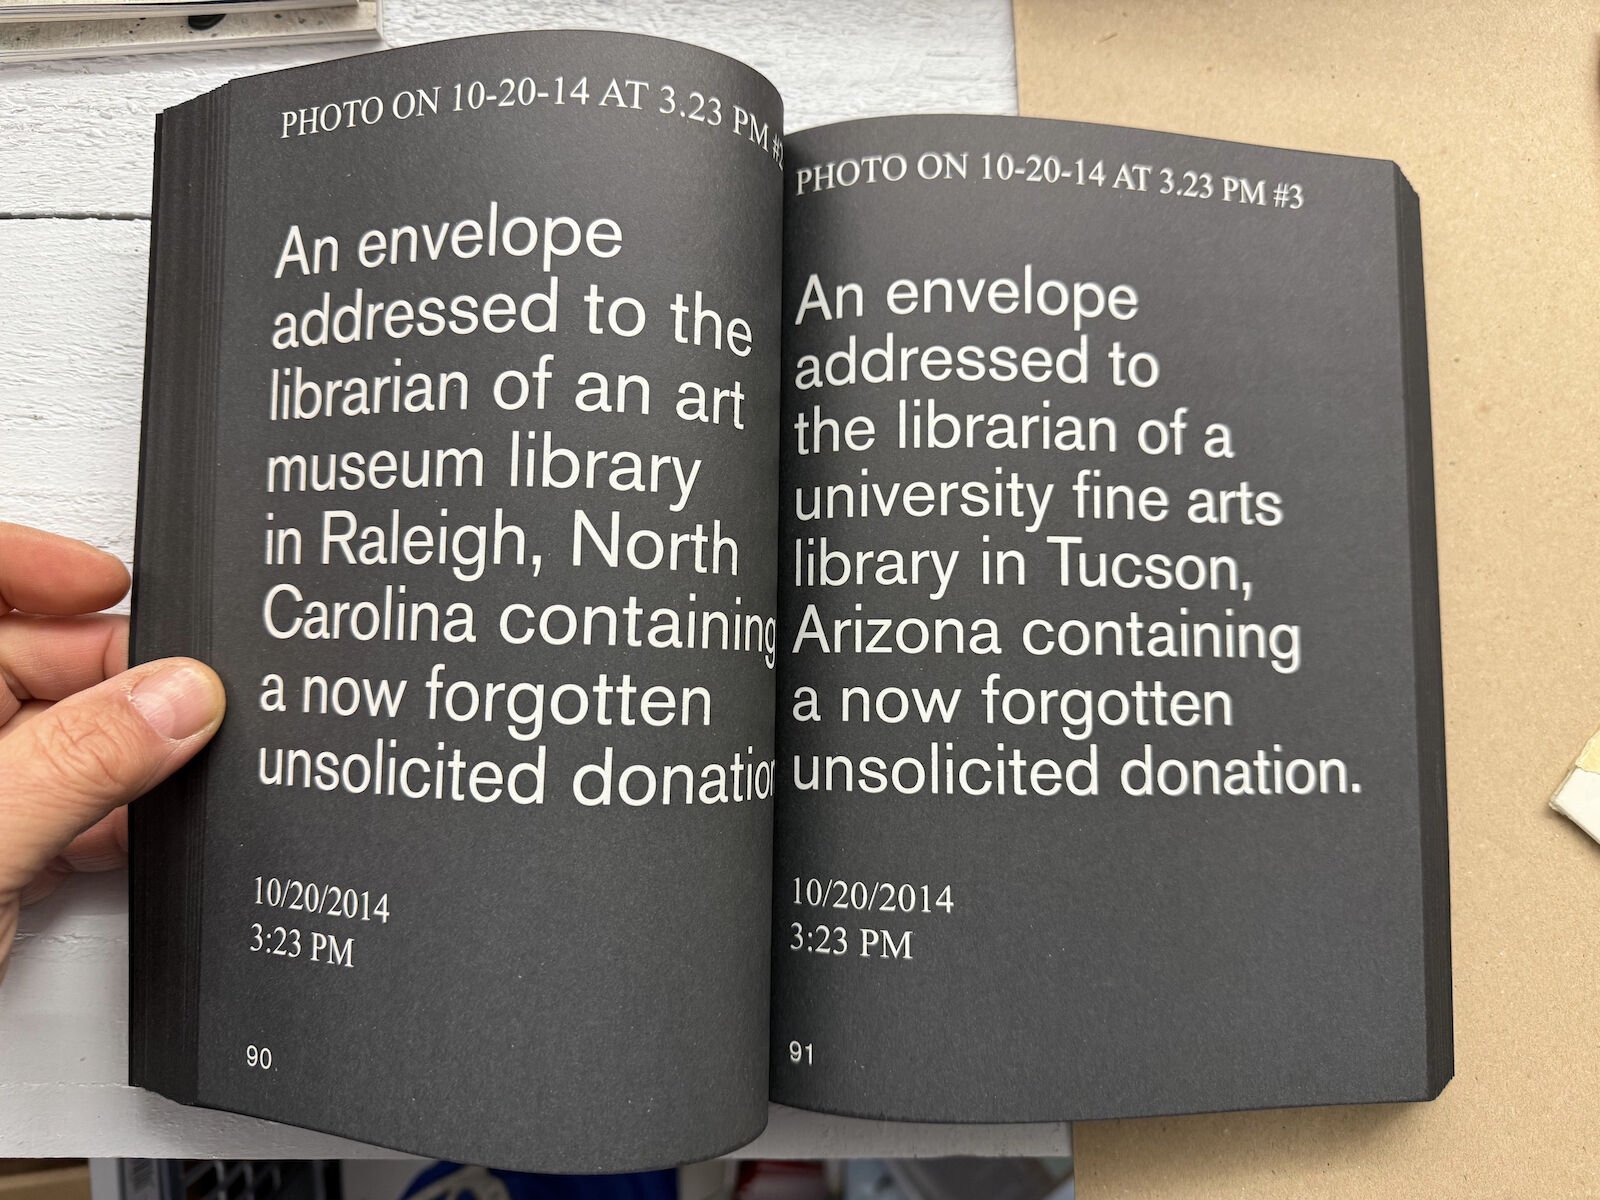 PHOTO ON 10-20-14 AT 3.23 PM #2
An envelope
addressed to the
librarian of an art
museum library
in Raleigh, North
Carolina containing
a now forgotten
unsolicited donation
10/20/2014
3:23 PM
90
PHOTO ON 10-20-14 AT 3.23 PM #3
An envelope
addressed to
the librarian of a
university fine arts
library in Tucson,
Arizona containing
a now forgotten
unsolicited donation.
10/20/2014
3:23 PM
91